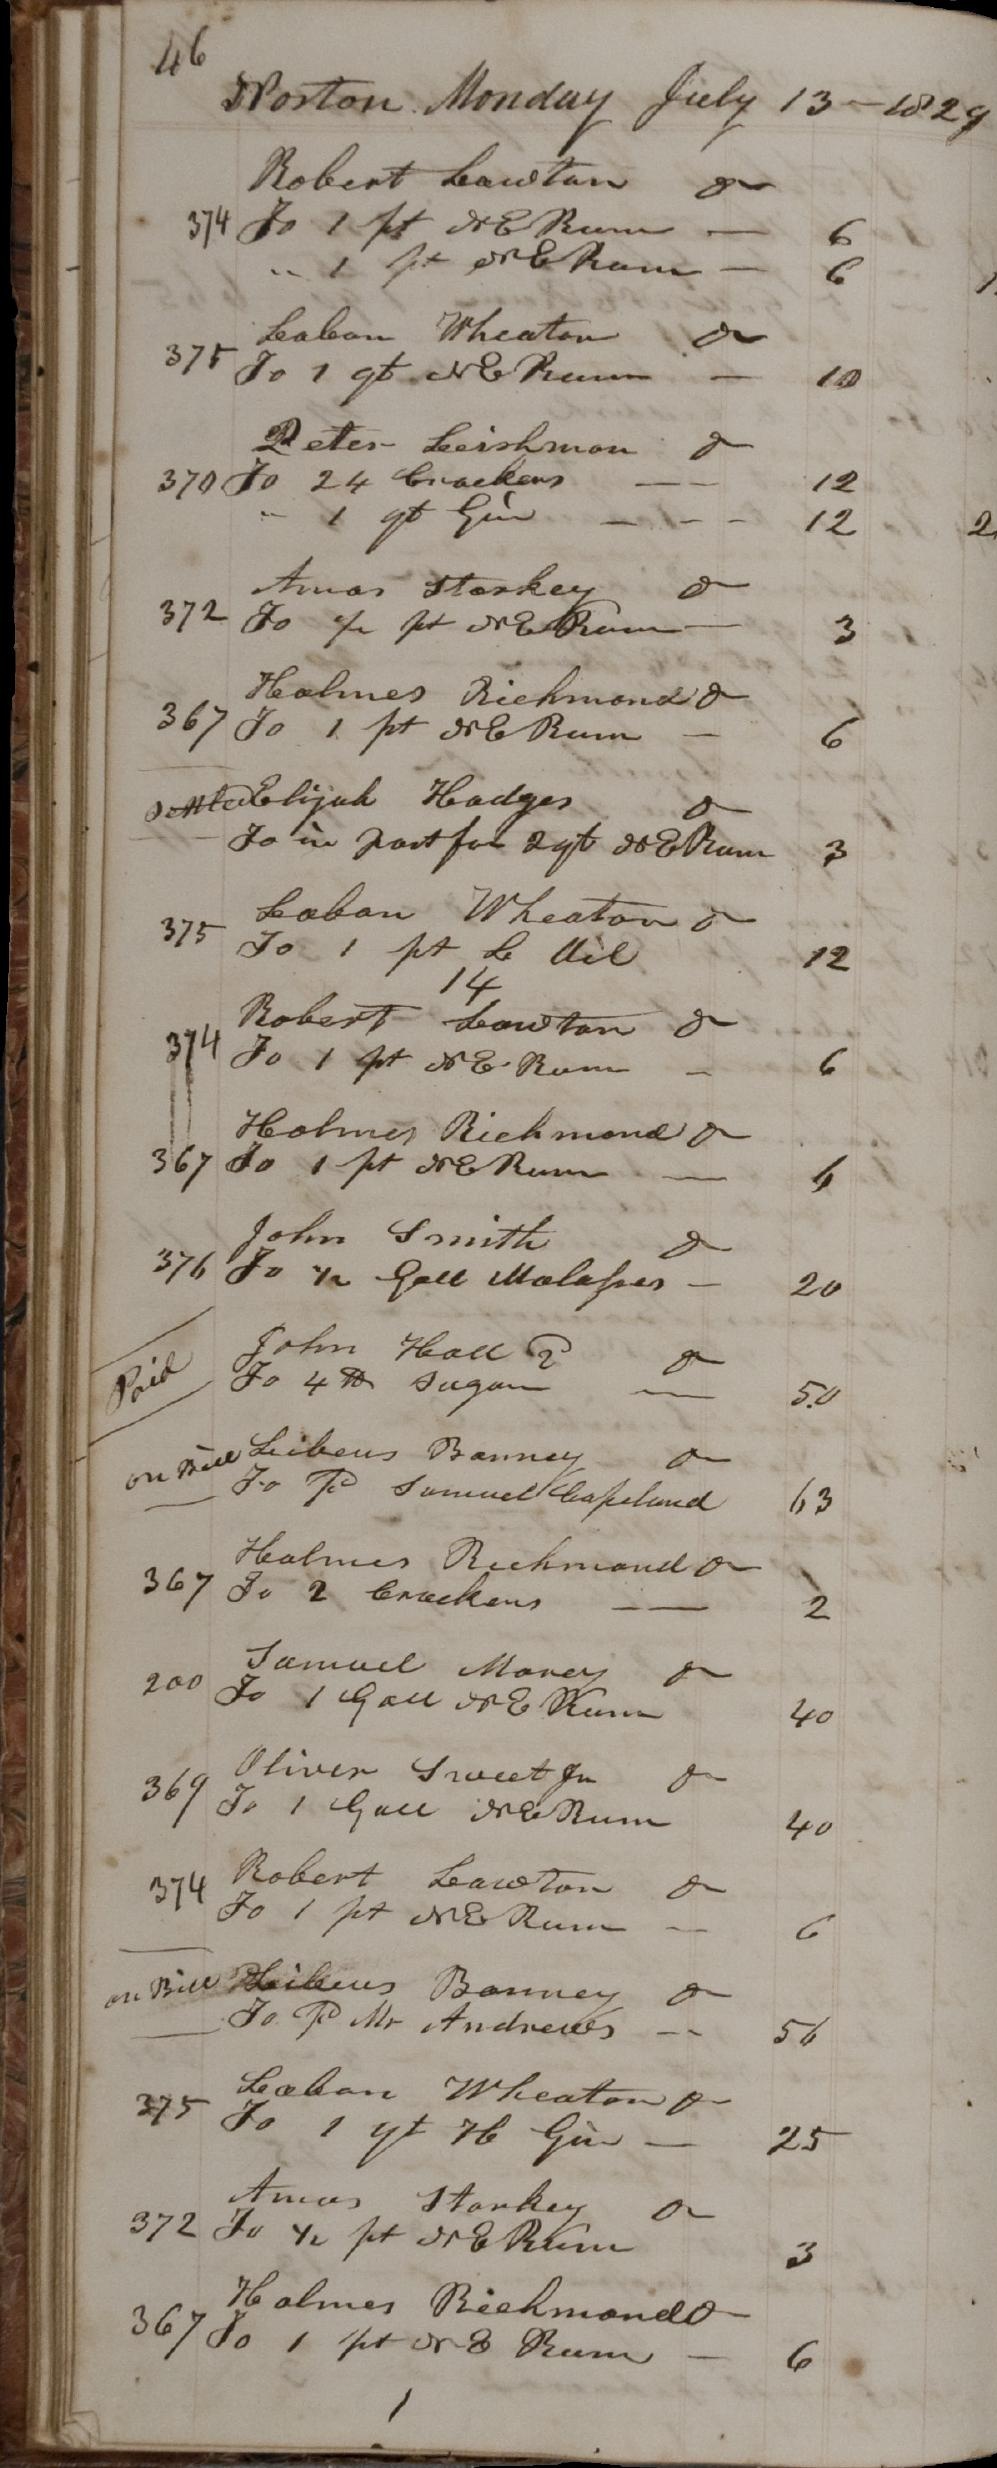 46
Norton Monday July 13 - 1829
Robert Lawton Dr
374 To 1 pt N E Rum — 6
" 1 pt N E Rum — 6
Laban Wheaton Dr
375 To 1 qt N E Rum — 10
Peter Leishman Dr
370 To 24 Crackers — — 12
" 1 qt Gin — - - 12
Amos Starkey Dr
372 To ½ pt N E Rum — 3
Holmes Richmond Dr
367 To 1 pt N E Rum — 6
Settled Elijah Hodges Dr
To in part for 2 qt N E Rum 3
375 Laban Wheaton Dr
To 1 pt L Oil 12
14
Robert Lawton Dr
374 To 1 pt N E Rum - 6
Holmes Richmond Dr
367 To 1 pt N E Rum — 6
John Smith Dr
376 To ½ Gall Molasses - 20
Paid John Hall 2 Dr
To 4 lb Sugar — 50
on Bill Libeus Banney Dr
To Pd Samuel Copeland 63
Holmes Richmond Dr
367 To 2 Crackers — — 2
Samuel Morey Dr
200 To 1 Gall N E Rum 40
Oliver Sweet Jr Dr
369 To 1 Gall N E Rum 40
Robert Lawton Dr
374 To 1 pt N E Rum - 6
on Bill Libeus Banney Dr
To Pd Mr Andrews - - 56
Laban Wheaton Dr
375 To 1 qt H Gin — 25
Amos Starkey Dr
372 To ½ pt N E Rum 3
Holmes Richmond Dr
367 To 1 pt N E Rum - 6
1